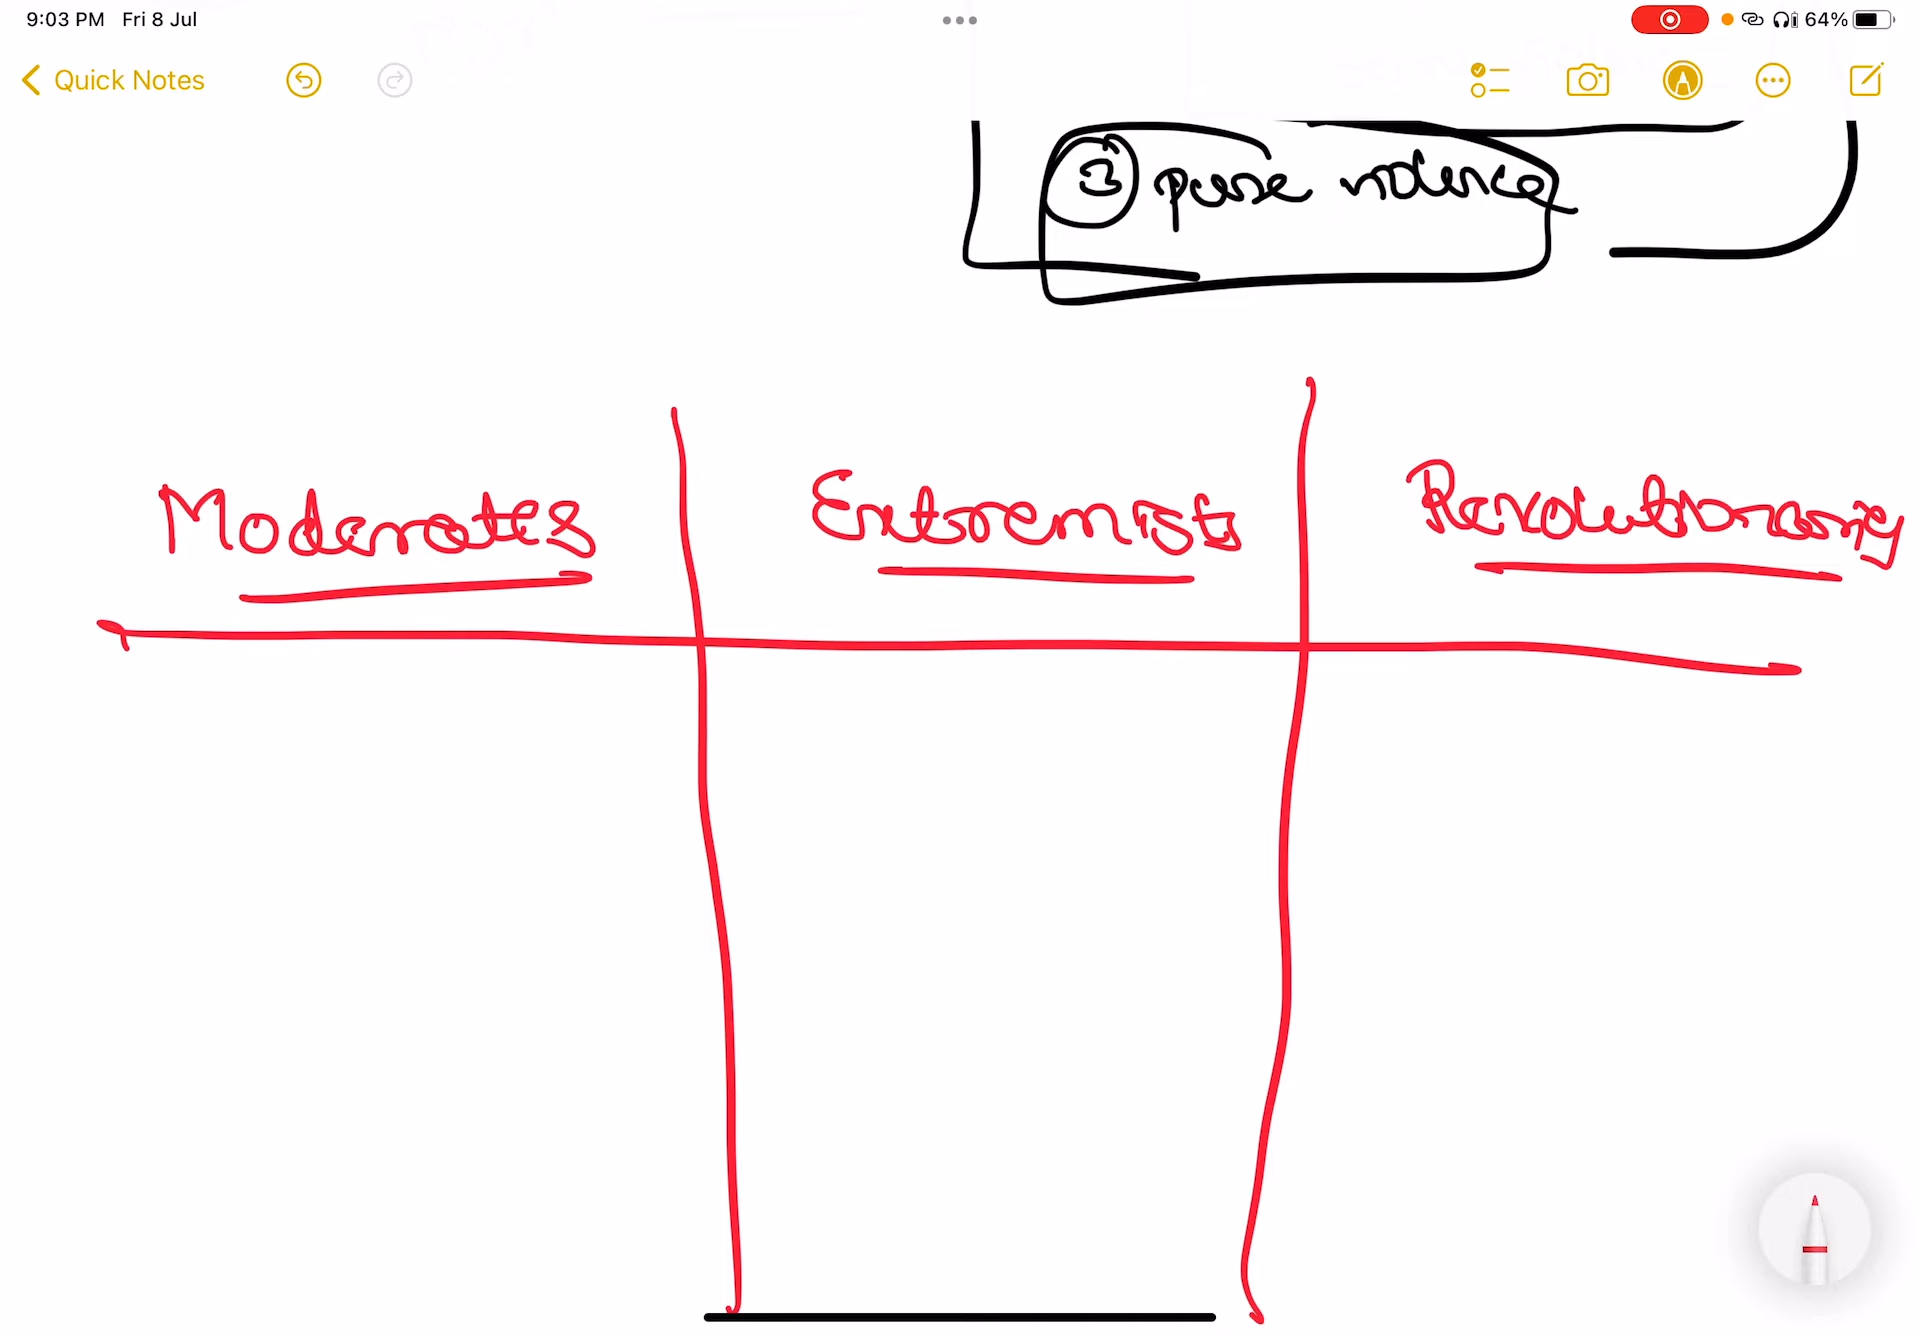 9:03 PM Fri 8 Jul 64%
Quick Notes
3 pure violence
Moderates Extremists Revolutionary